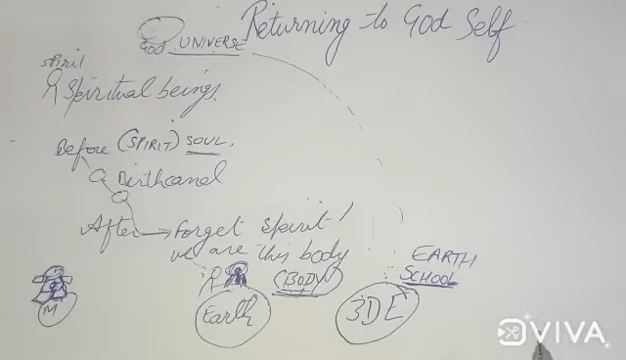 Returning to God Self
God UNIVERSE
spirit
Spiritual beings.
Before (SPIRIT) SOUL.
Birthcanal
After → Forget Spirit!
we are this body
(BODY)
EARTH
SCHOOL
M
Earth
3DE
VIVA